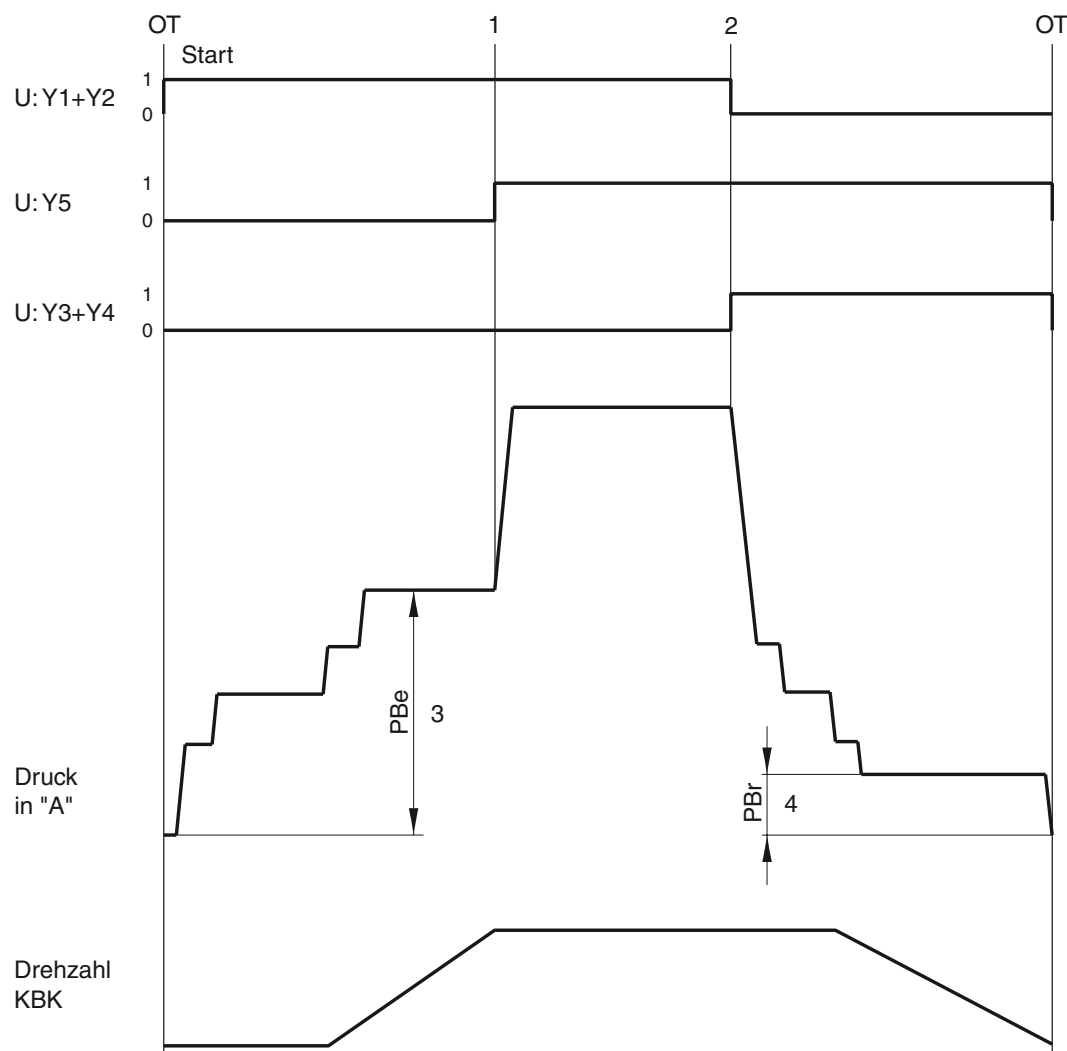 OT 1 2 OT
Start
U: Y1+Y2 1
0
U: Y5 1
0
U: Y3+Y4 1
0
PBe 3
PBr 4
Druck
in "A"
Drehzahl
KBK